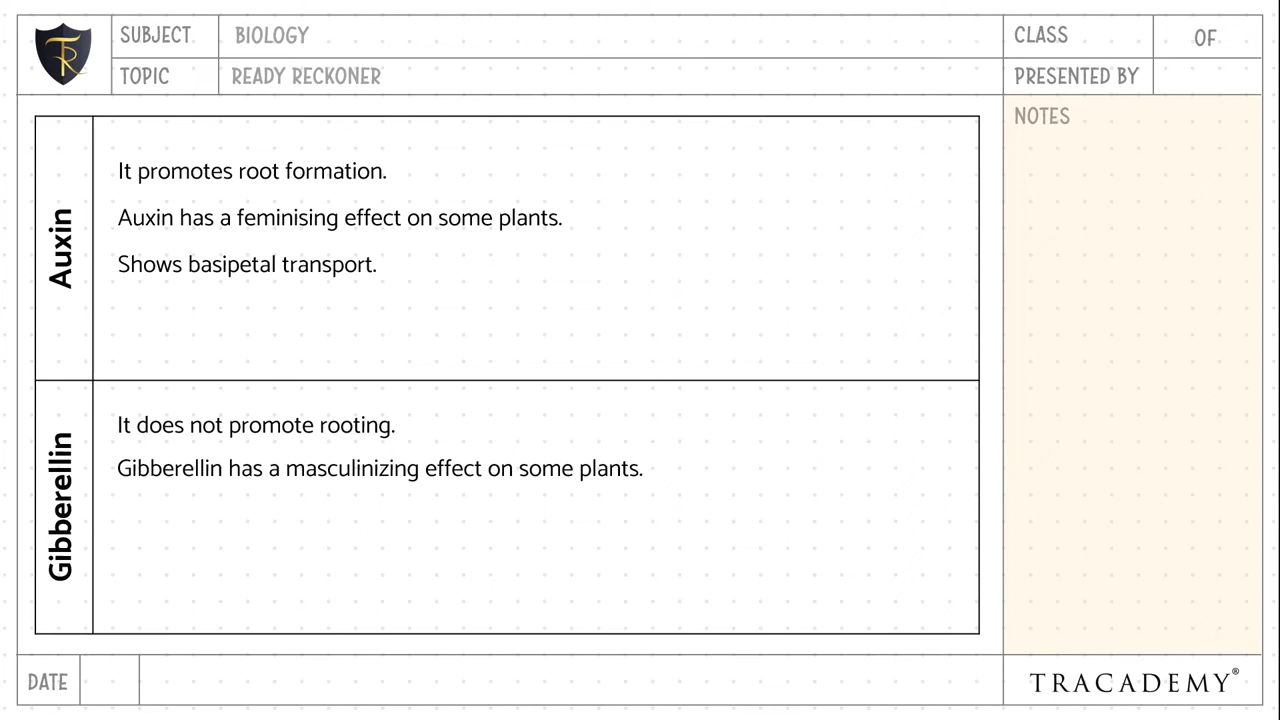 SUBJECT BIOLOGY
TOPIC READY RECKONER
CLASS OF
PRESENTED BY
NOTES
Auxin
It promotes root formation.
Auxin has a feminising effect on some plants.
Shows basipetal transport.
Gibberellin
It does not promote rooting.
Gibberellin has a masculinizing effect on some plants.
DATE
TRACADEMY®